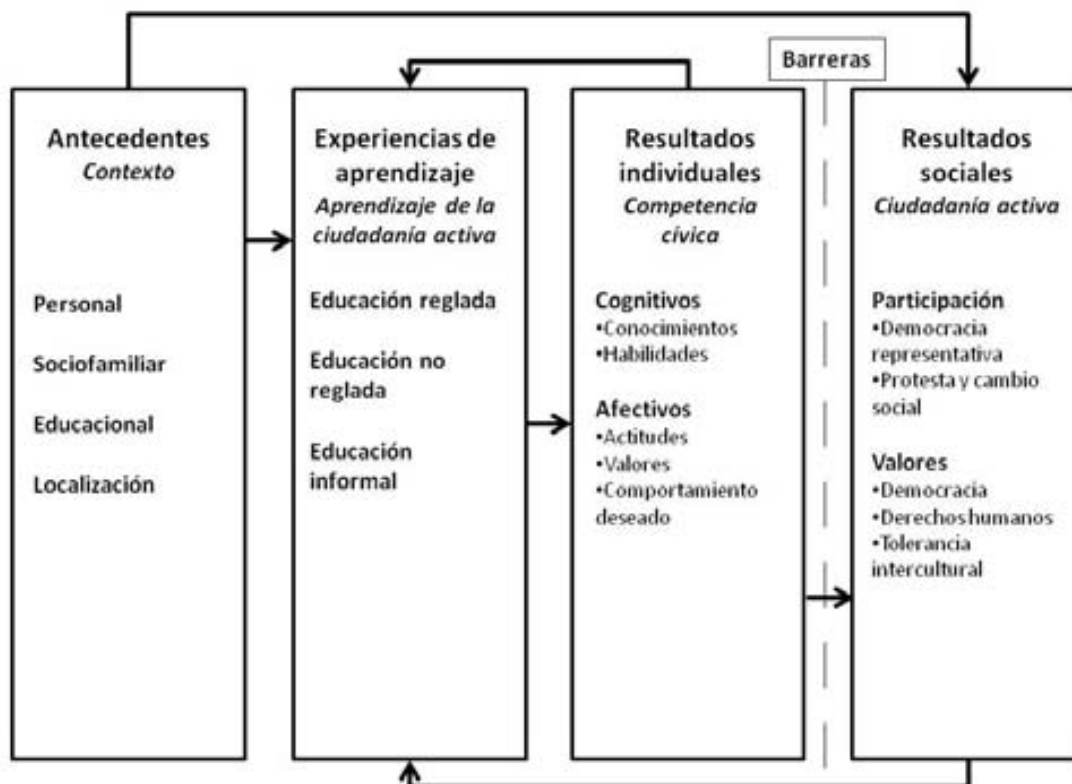 Barreras
Antecedentes
Contexto
Personal
Sociofamiliar
Educacional
Localización
Experiencias de
aprendizaje
Aprendizaje de la
ciudadanía activa
Educación reglada
Educación no
reglada
Educación
informal
Resultados
individuales
Competencia
cívica
Cognitivos
•Conocimientos
•Habilidades
Afectivos
•Actitudes
•Valores
•Comportamiento
deseado
Resultados
sociales
Ciudadanía activa
Participación
•Democracia
representativa
•Protesta y cambio
social
Valores
•Democracia
•Derechos humanos
•Tolerancia
intercultural